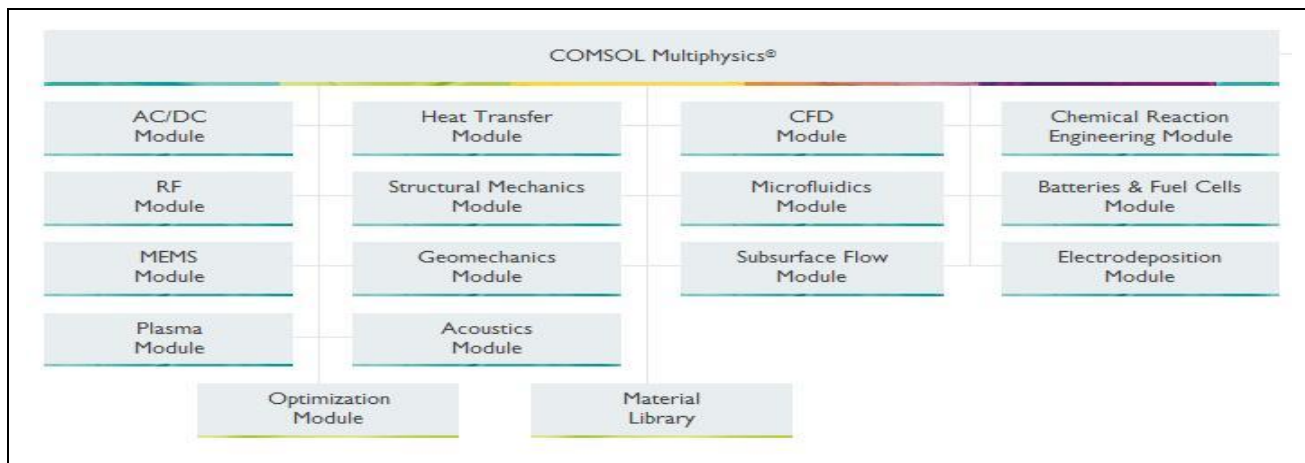 COMSOL Multiphysics®
AC/DC
Module
Heat Transfer
Module
CFD
Module
Chemical Reaction
Engineering Module
RF
Module
Structural Mechanics
Module
Microfluidics
Module
Batteries & Fuel Cells
Module
MEMS
Module
Geomechanics
Module
Subsurface Flow
Module
Electrodeposition
Module
Plasma
Module
Acoustics
Module
Optimization
Module
Material
Library